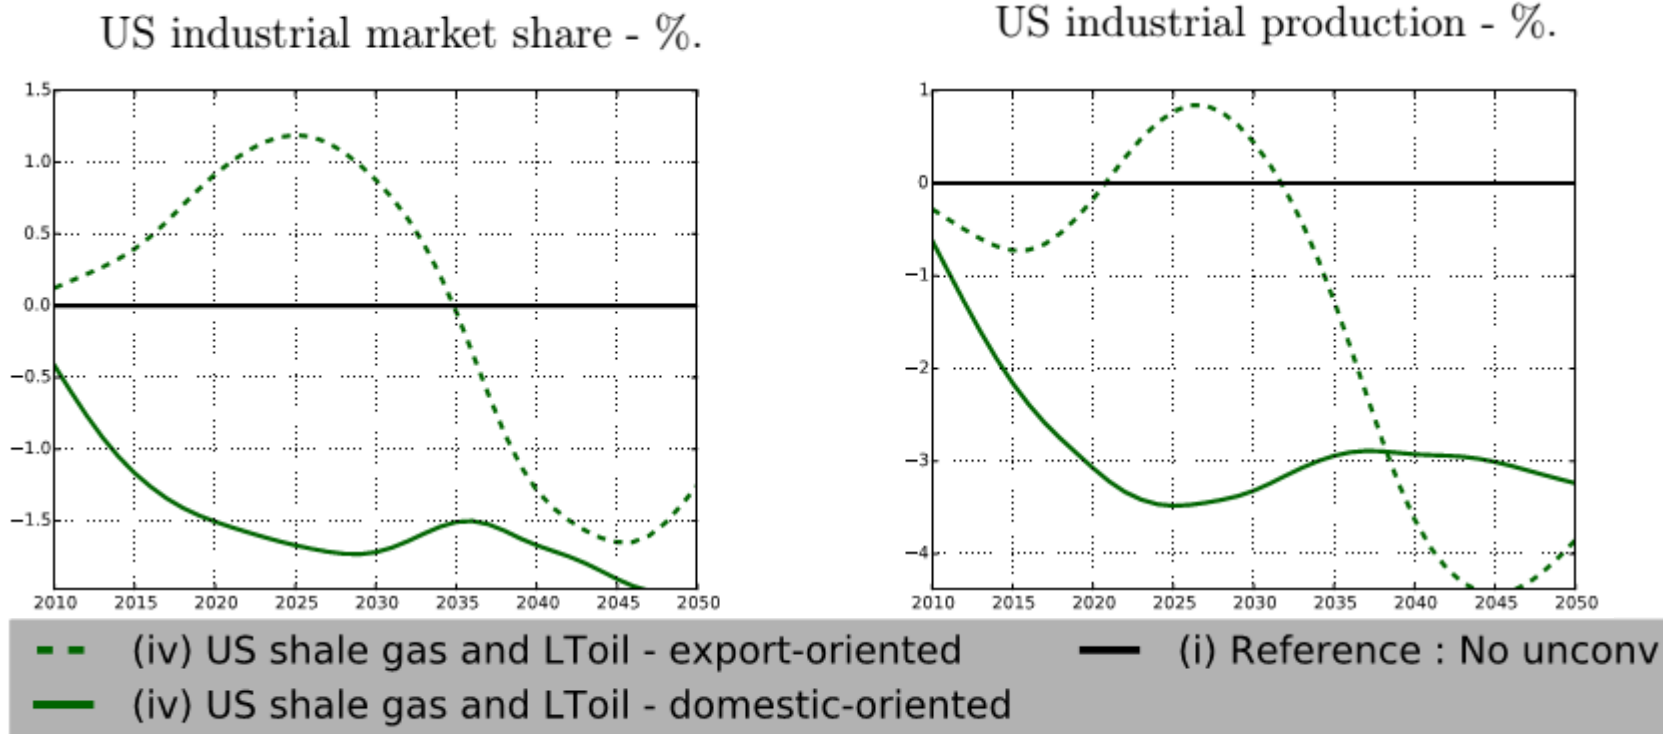 US industrial market share - %.
1.5
1.0
0.5
0.0
−0.5
−1.0
−1.5
2010 2015 2020 2025 2030 2035 2040 2045 2050
US industrial production - %.
1
0
−1
−2
−3
−4
2010 2015 2020 2025 2030 2035 2040 2045 2050
(iv) US shale gas and LToil - export-oriented
(i) Reference : No unconv
(iv) US shale gas and LToil - domestic-oriented